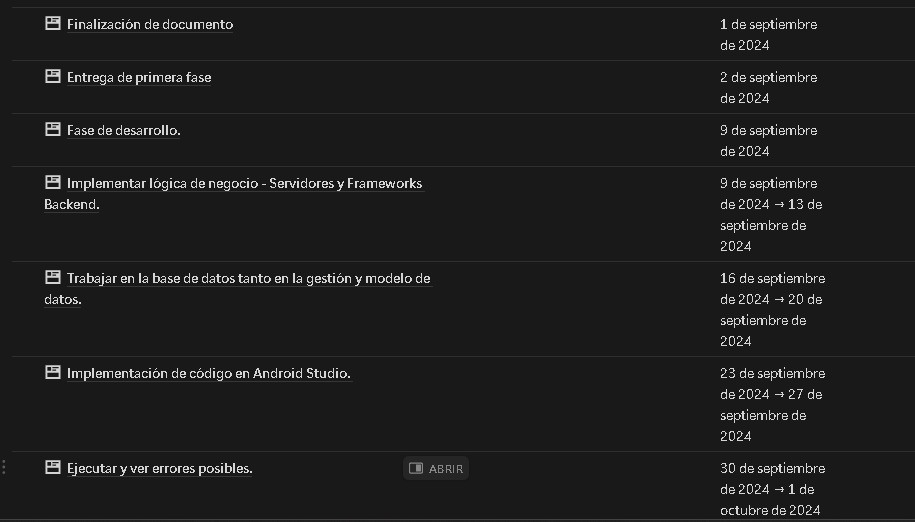 Finalización de documento
1 de septiembre
de 2024
Entrega de primera fase
2 de septiembre
de 2024
Fase de desarrollo.
9 de septiembre
de 2024
Implementar lógica de negocio - Servidores y Frameworks
Backend.
9 de septiembre
de 2024 → 13 de
septiembre de
2024
Trabajar en la base de datos tanto en la gestión y modelo de
datos.
16 de septiembre
de 2024 → 20 de
septiembre de
2024
Implementación de código en Android Studio.
23 de septiembre
de 2024 → 27 de
septiembre de
2024
Ejecutar y ver errores posibles.
ABRIR
30 de septiembre
de 2024 → 1 de
octubre de 2024